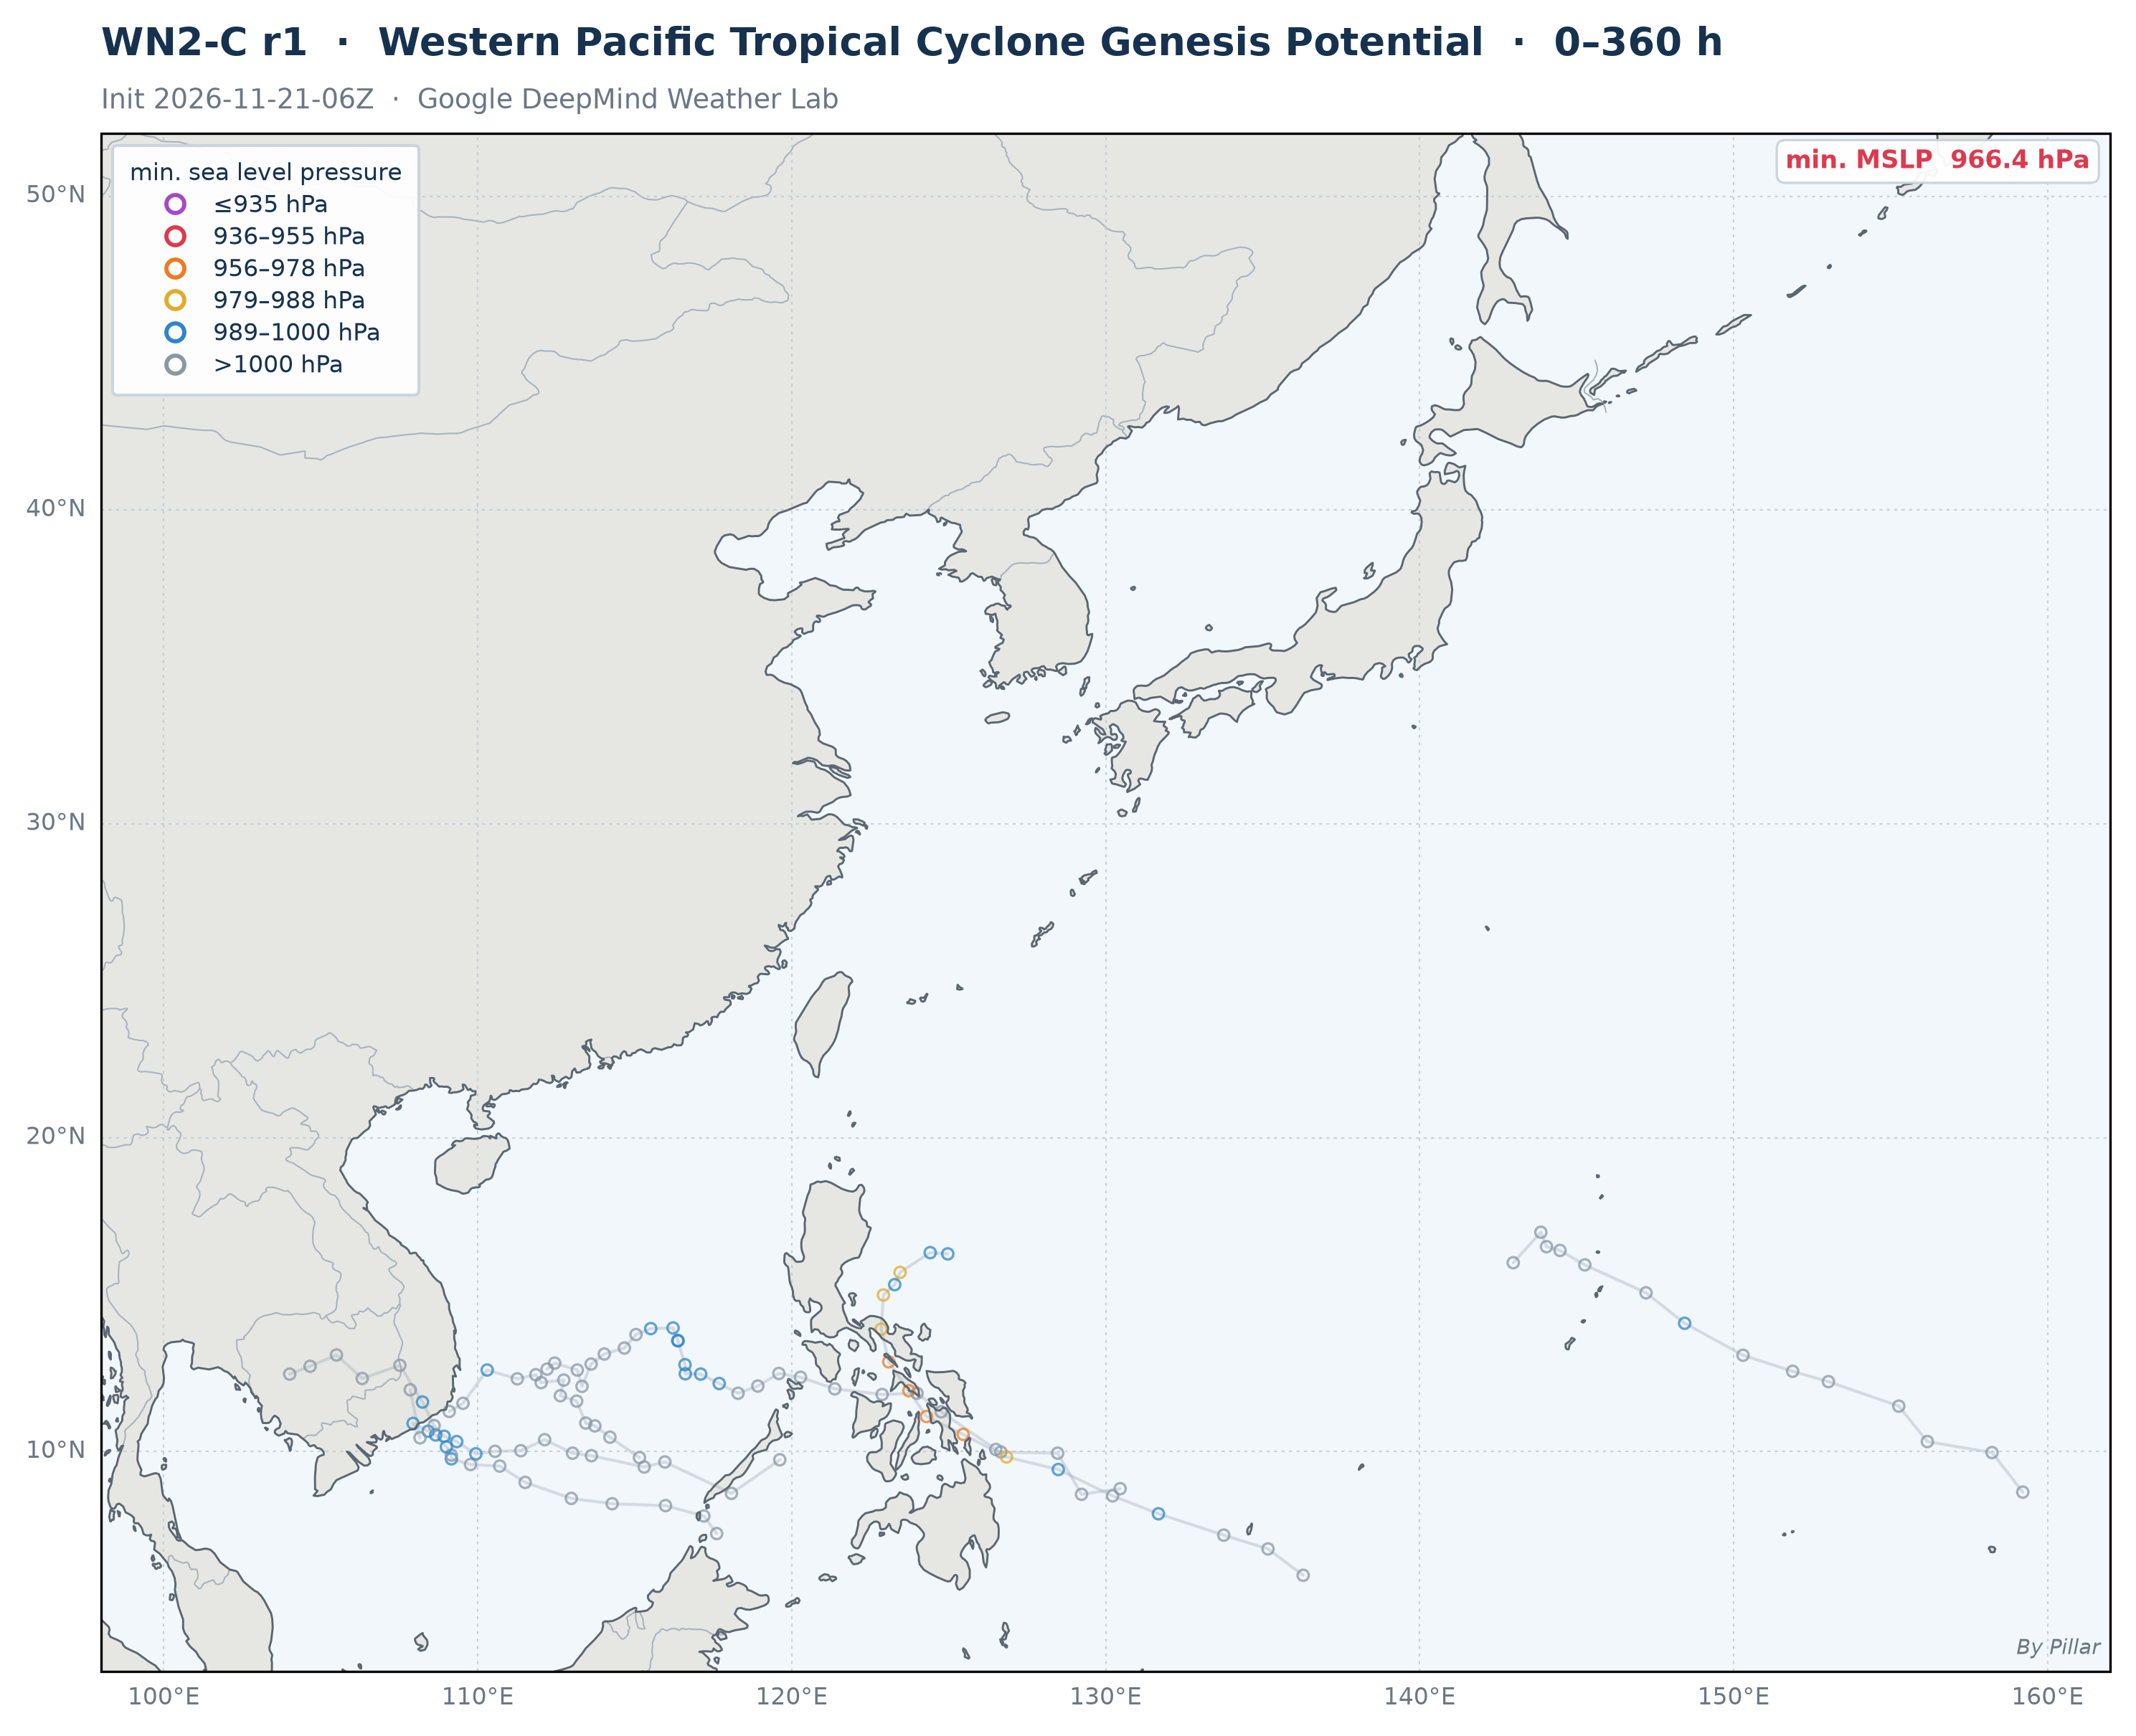 WN2-C r1 · Western Pacific Tropical Cyclone Genesis Potential · 0–360 h
Init 2026-11-21-06Z · Google DeepMind Weather Lab
min. sea level pressure
≤935 hPa
936–955 hPa
956–978 hPa
979–988 hPa
989–1000 hPa
>1000 hPa
min. MSLP 966.4 hPa
50°N
40°N
30°N
20°N
10°N
By Pillar
100°E 110°E 120°E 130°E 140°E 150°E 160°E